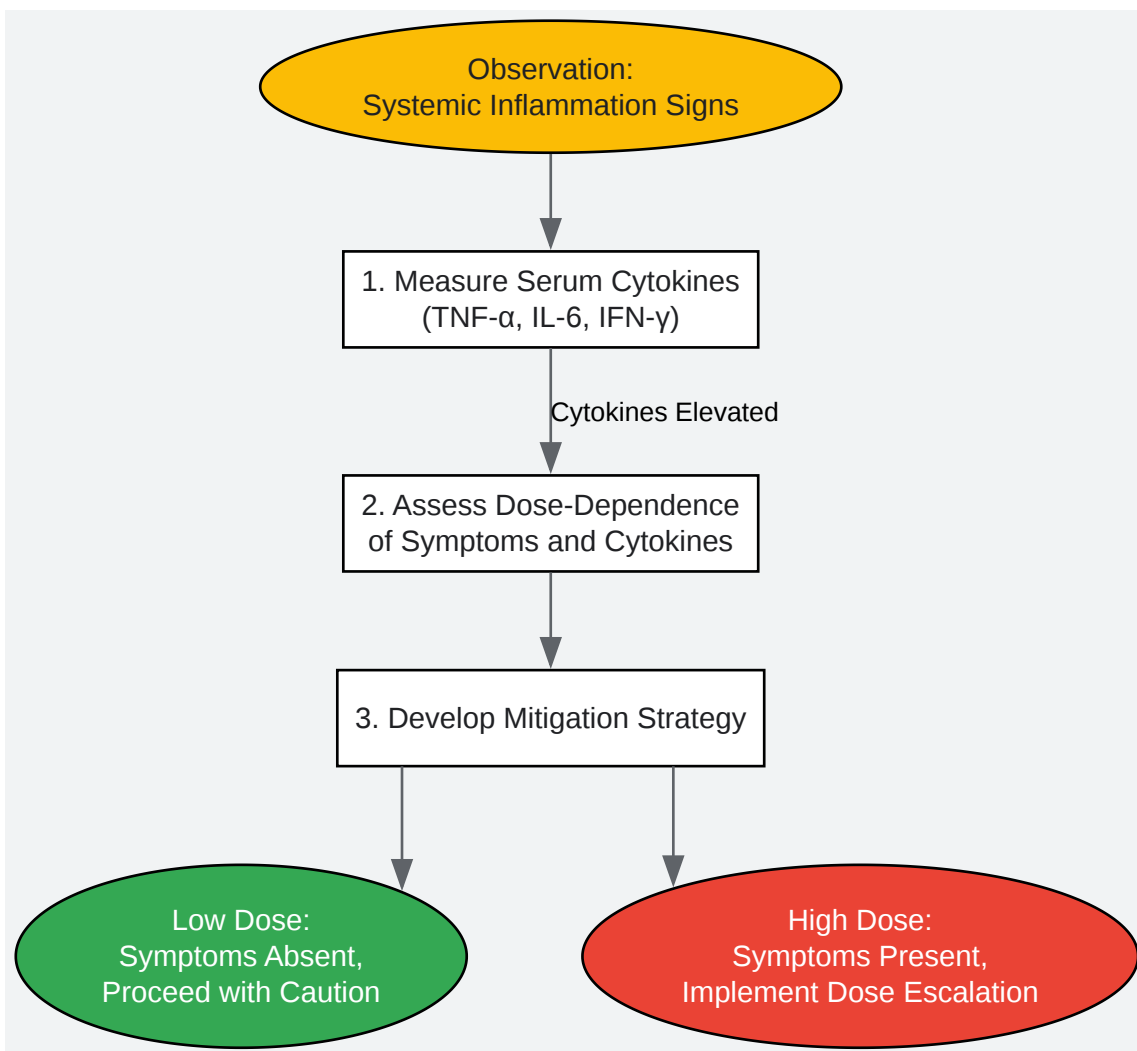 Observation:
Systemic Inflammation Signs
1. Measure Serum Cytokines
(TNF-α, IL-6, IFN-γ)
Cytokines Elevated
2. Assess Dose-Dependence
of Symptoms and Cytokines
3. Develop Mitigation Strategy
Low Dose:
Symptoms Absent,
Proceed with Caution
High Dose:
Symptoms Present,
Implement Dose Escalation